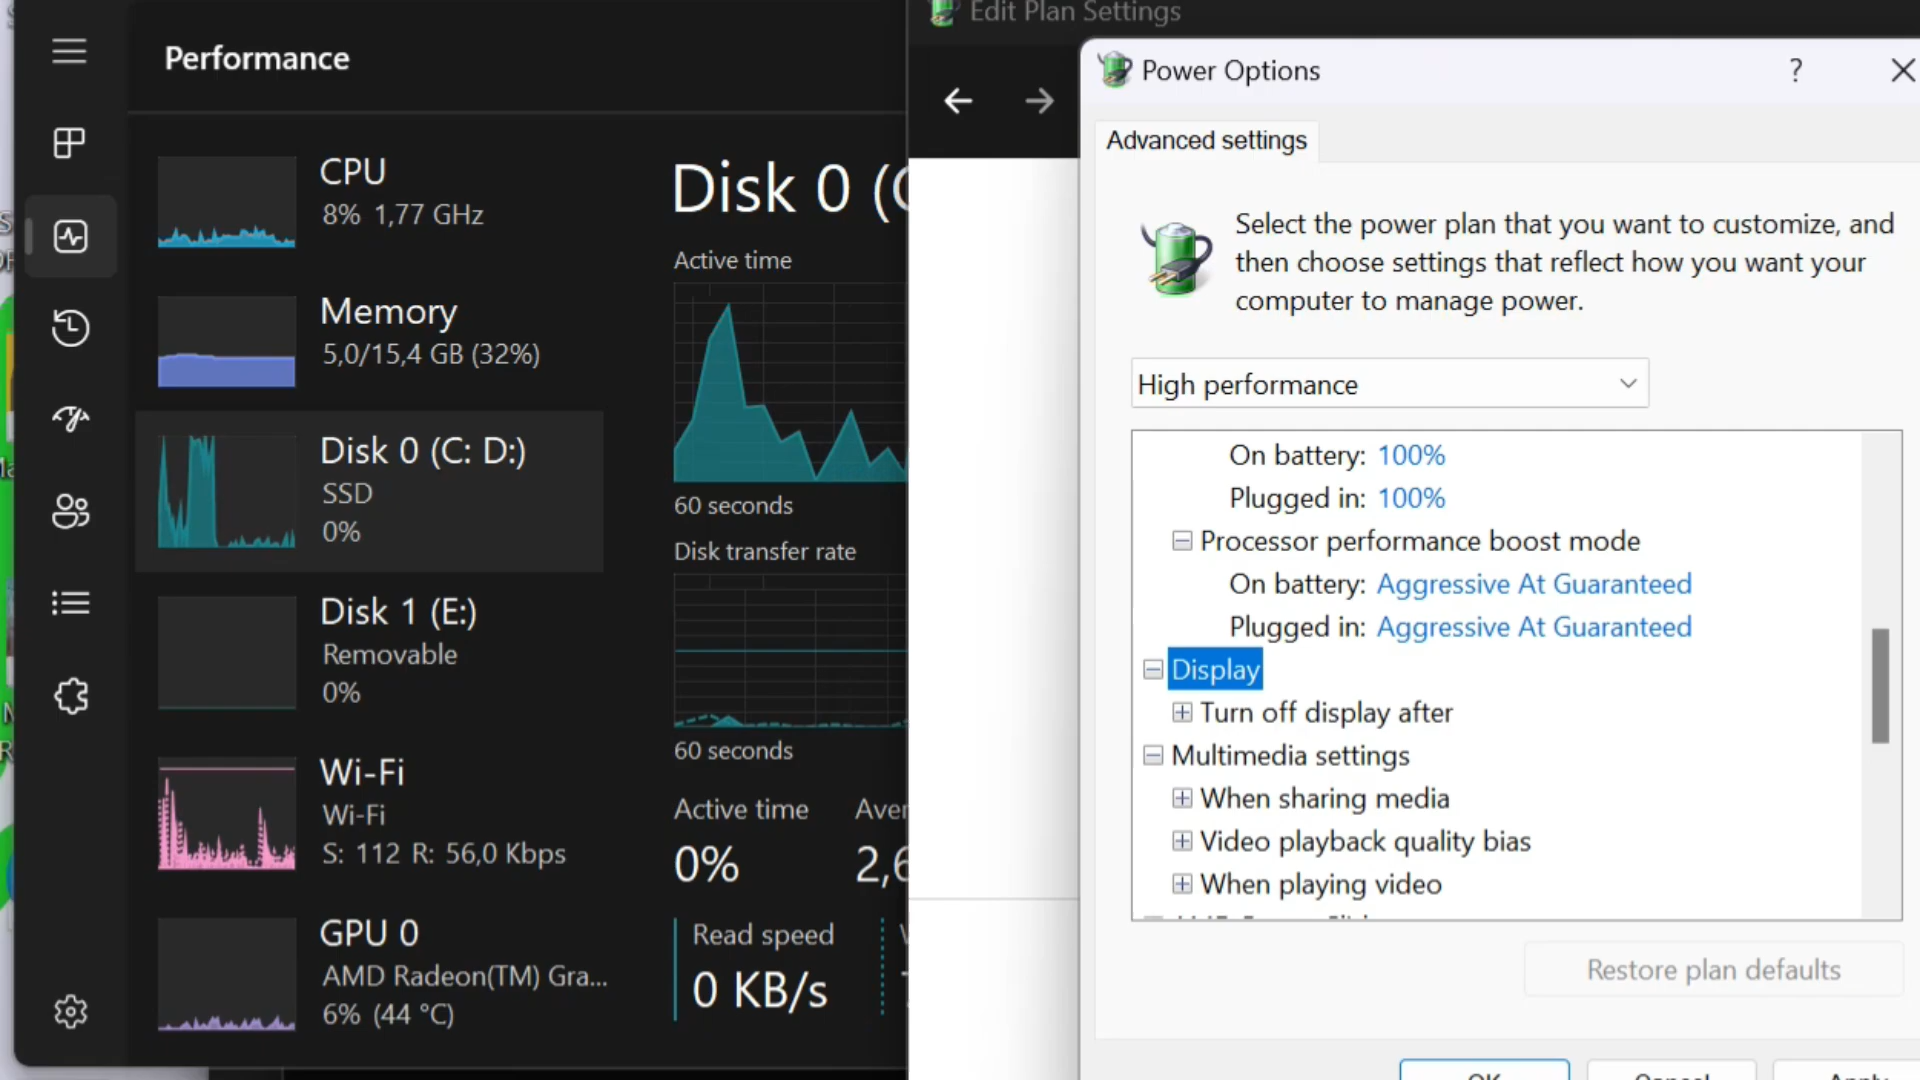 Performance
CPU
8% 1,77 GHz
Memory
5,0/15,4 GB (32%)
Disk 0 (C: D:)
SSD
0%
Disk 1 (E:)
Removable
0%
Wi-Fi
Wi-Fi
S: 112 R: 56,0 Kbps
GPU 0
AMD Radeon(TM) Gra...
6% (44 °C)
Disk 0 (
Active time
60 seconds
Disk transfer rate
60 seconds
Active time
0%
2,6
Read speed
0 KB/s
Edit Plan Settings
Power Options
?
Advanced settings
Select the power plan that you want to customize, and
then choose settings that reflect how you want your
computer to manage power.
High performance
On battery: 100%
Plugged in: 100%
Processor performance boost mode
On battery: Aggressive At Guaranteed
Plugged in: Aggressive At Guaranteed
Display
Turn off display after
Multimedia settings
When sharing media
Video playback quality bias
When playing video
Restore plan defaults
OK
Cancel
Apply